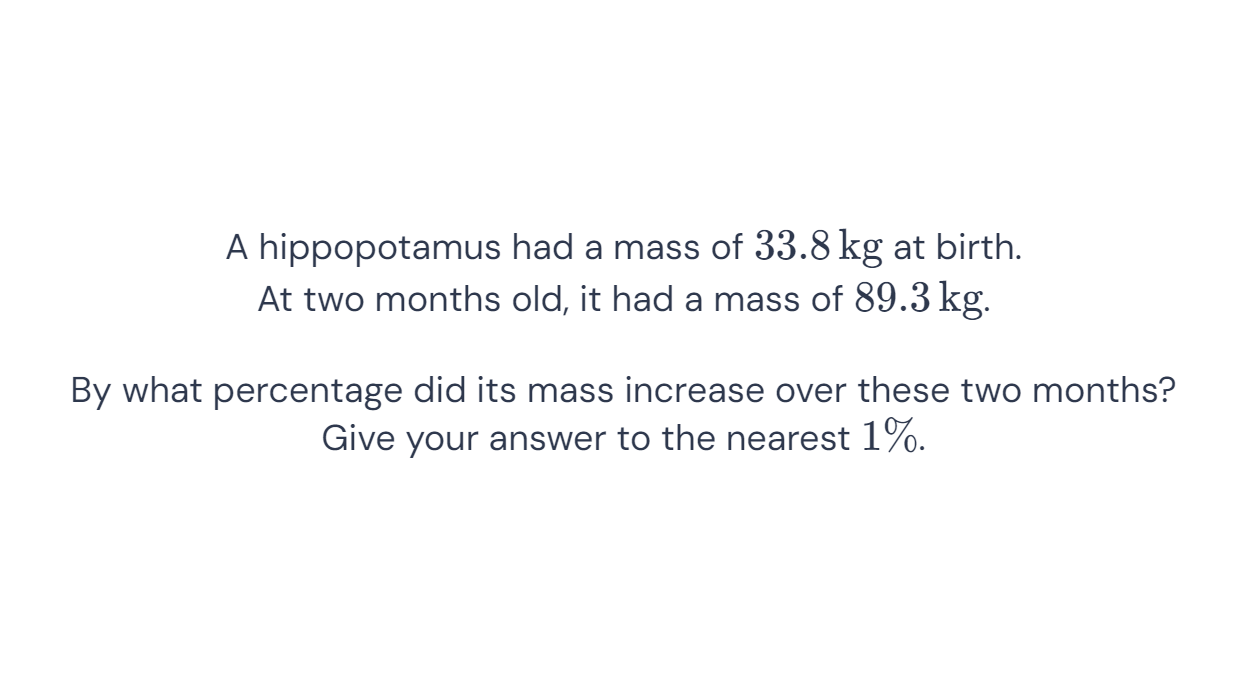 A hippopotamus had a mass of 33.8 kg at birth.
At two months old, it had a mass of 89.3 kg.
By what percentage did its mass increase over these two months?
Give your answer to the nearest 1%.